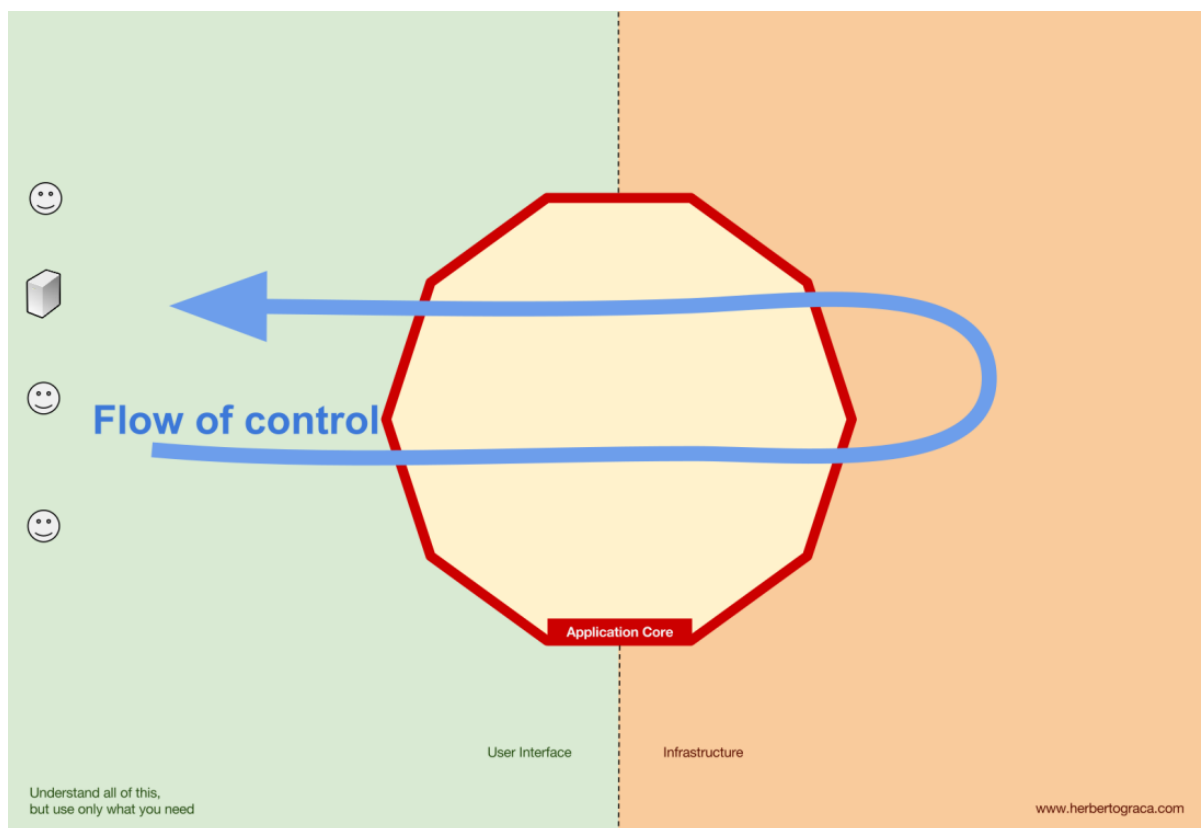 Flow of control
Application Core
User Interface
Infrastructure
Understand all of this,
but use only what you need
www.herbertograca.com